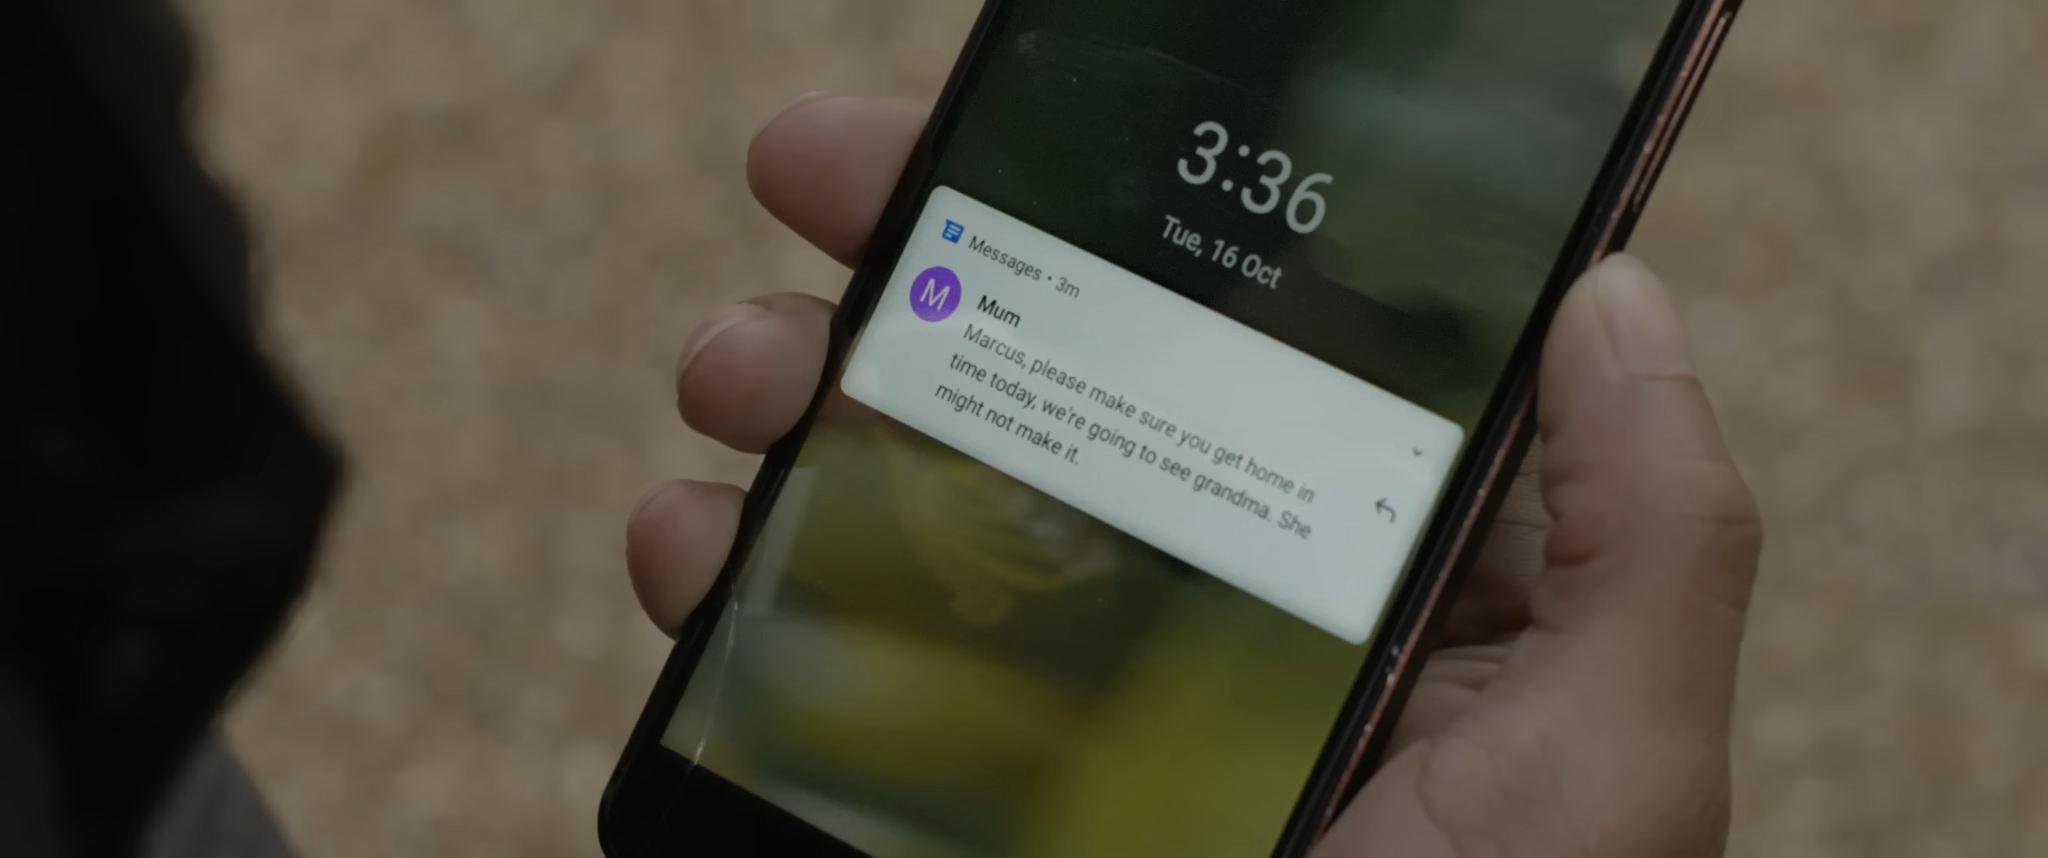 3:36
Tue, 16 Oct
Messages • 3m
M
Mum
Marcus, please make sure you get home in
time today, we're going to see grandma. She
might not make it.